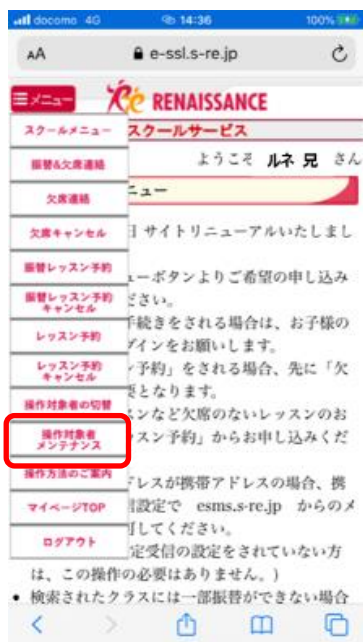 docomo 4G 14:36 100%
AA e-ssl.s-re.jp
メニュー RENAISSANCE
スクールメニュー スクールサービス
振替&欠席連絡 ようこそ ルネ 兄 さん
欠席連絡 ニュー
欠席キャンセル 日 サイトリニューアルいたしまし
振替レッスン予約 ューボタンよりご希望の申し込み
振替レッスン予約
キャンセル ださい。
レッスン予約 手続きをされる場合は、お子様の
グインをお願いします。
レッスン予約
キャンセル 予約」をされる場合、先に「欠
操作対象者の切替 要となります。
スンなど欠席のないレッスンのお
操作対象者
メンテナンス スン予約」からお申し込みくだ
操作方法のご案内
ドレスが携帯アドレスの場合、携
マイページTOP 信設定で esms.s-re.jp からのメ
してください。
ログアウト 定受信の設定をされていない方
は、この操作の必要はありません。)
• 検索されたクラスには一部振替ができない場合